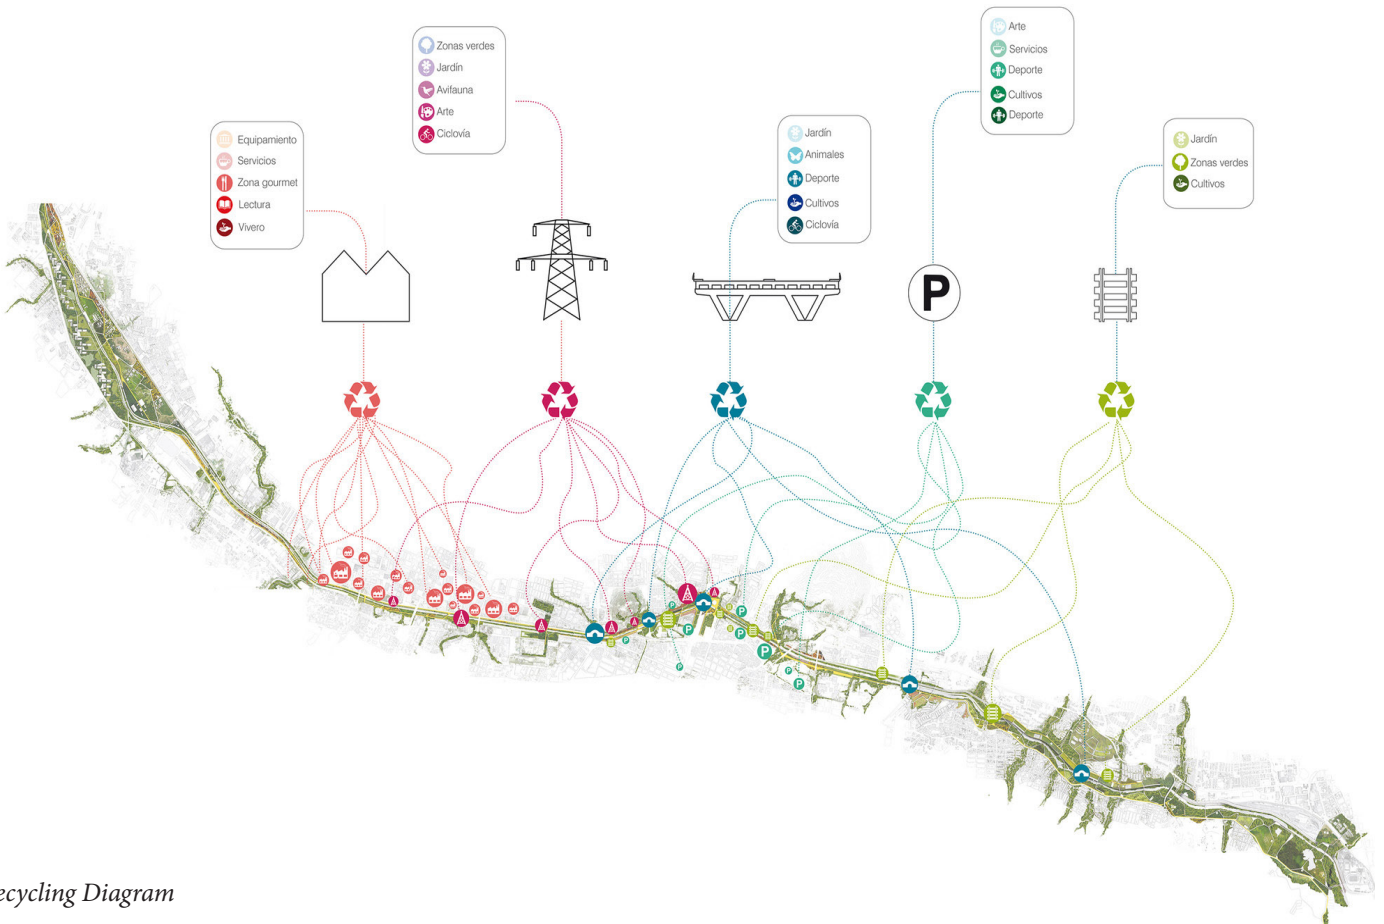 Zonas verdes
Jardín
Avifauna
Arte
Ciclovía
Arte
Servicios
Deporte
Cultivos
Deporte
Equipamiento
Servicios
Zona gourmet
Lectura
Vivero
Jardín
Animales
Deporte
Cultivos
Ciclovía
Jardín
Zonas verdes
Cultivos
P
P
P
P
P
P
P
P
P
P
ecycling Diagram